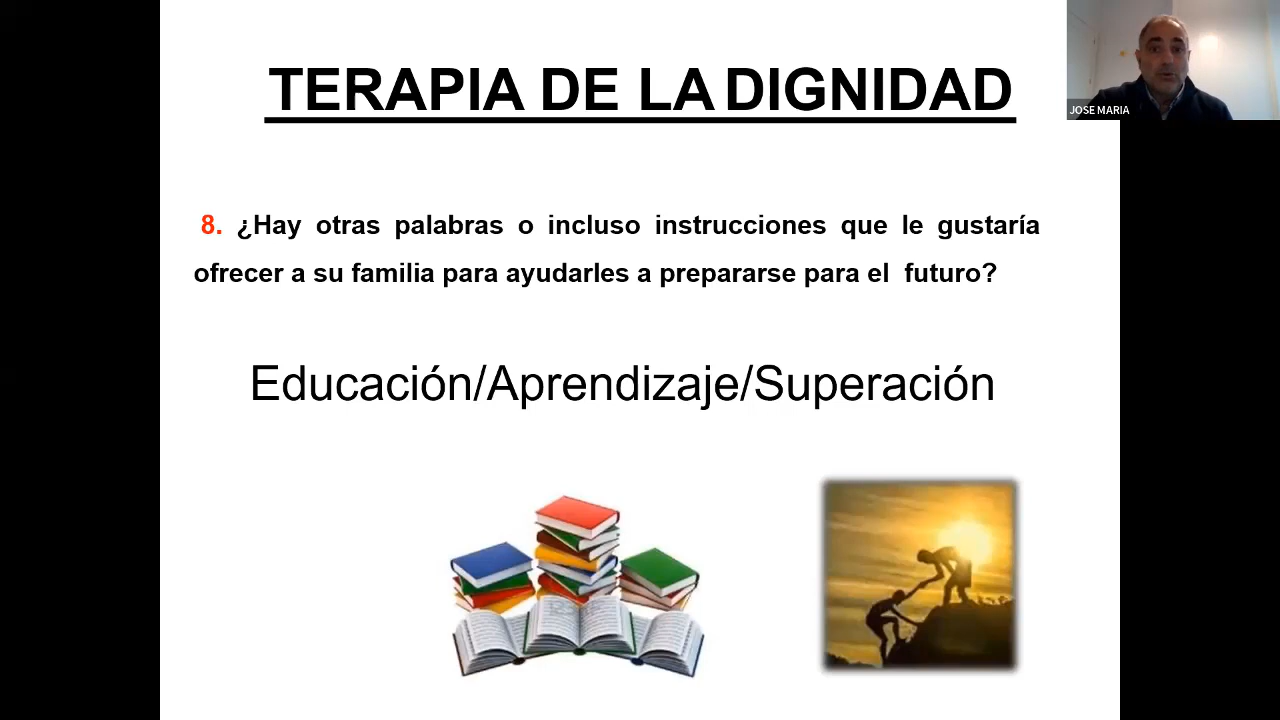 TERAPIA DE LA DIGNIDAD
JOSE MARIA
8. ¿Hay otras palabras o incluso instrucciones que le gustaría
ofrecer a su familia para ayudarles a prepararse para el futuro?
Educación/Aprendizaje/Superación